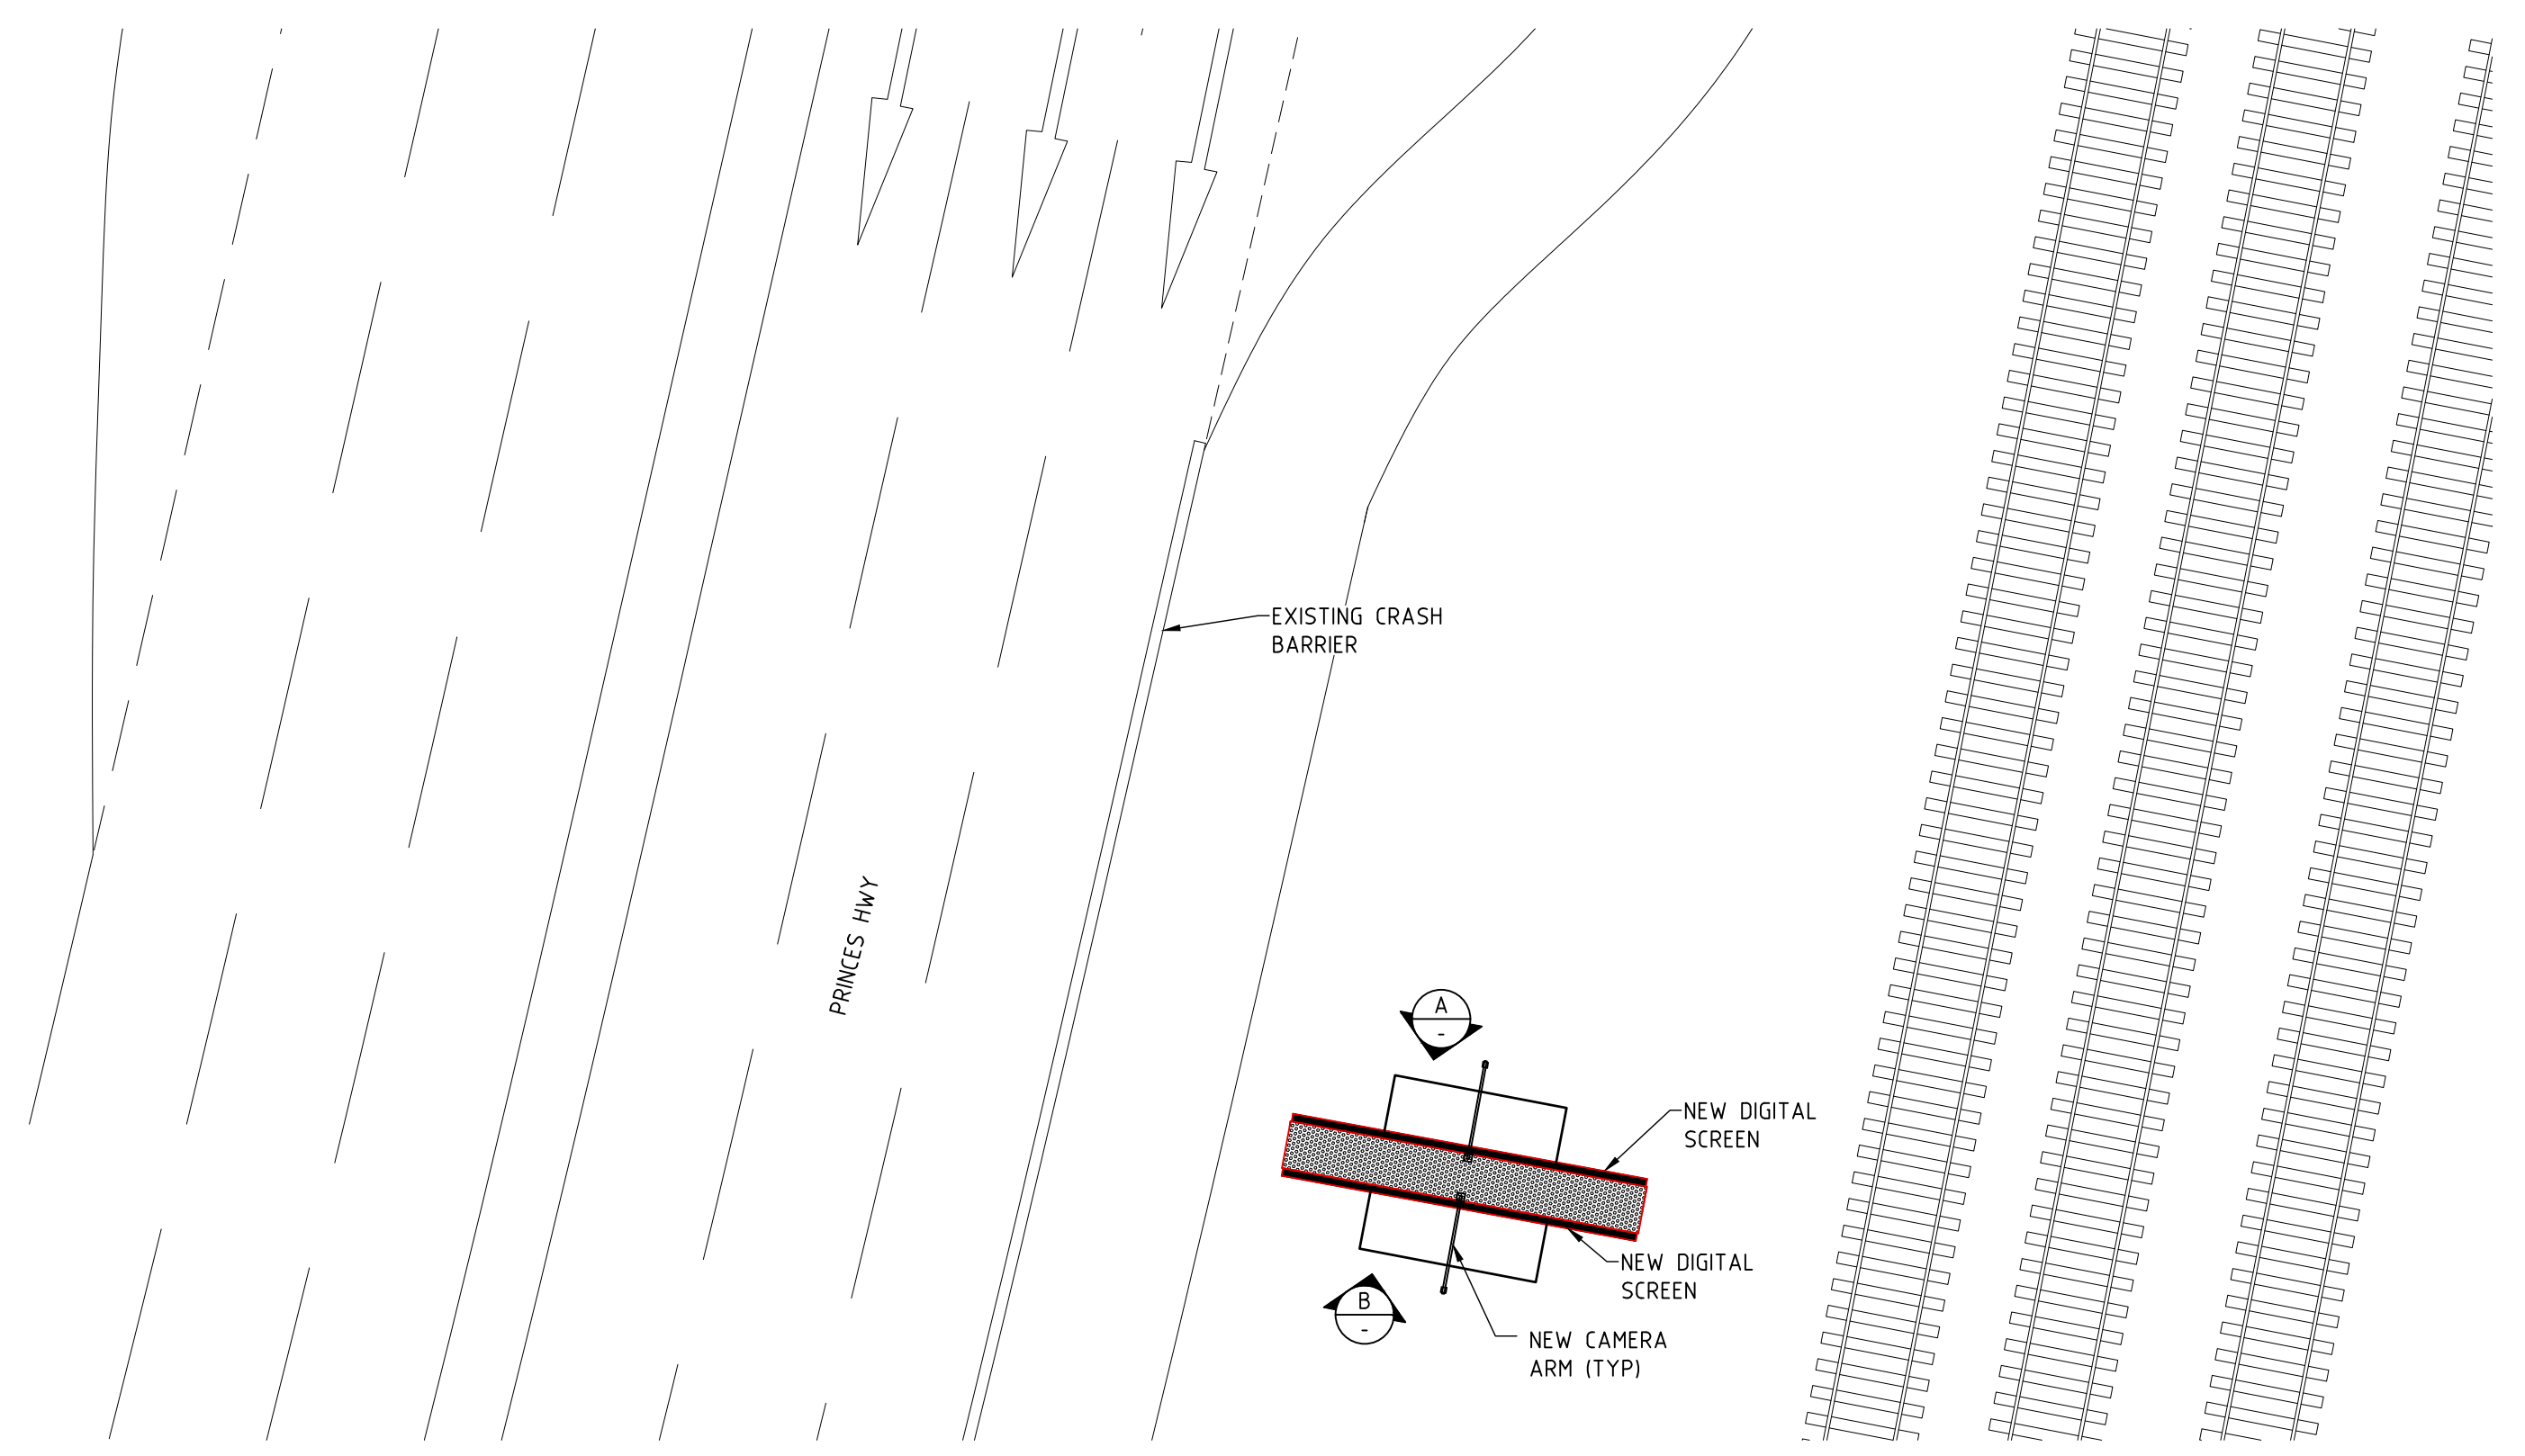 EXISTING CRASH
BARRIER
PRINCES HWY
A
-
NEW DIGITAL
SCREEN
NEW DIGITAL
SCREEN
B
-
NEW CAMERA
ARM (TYP)